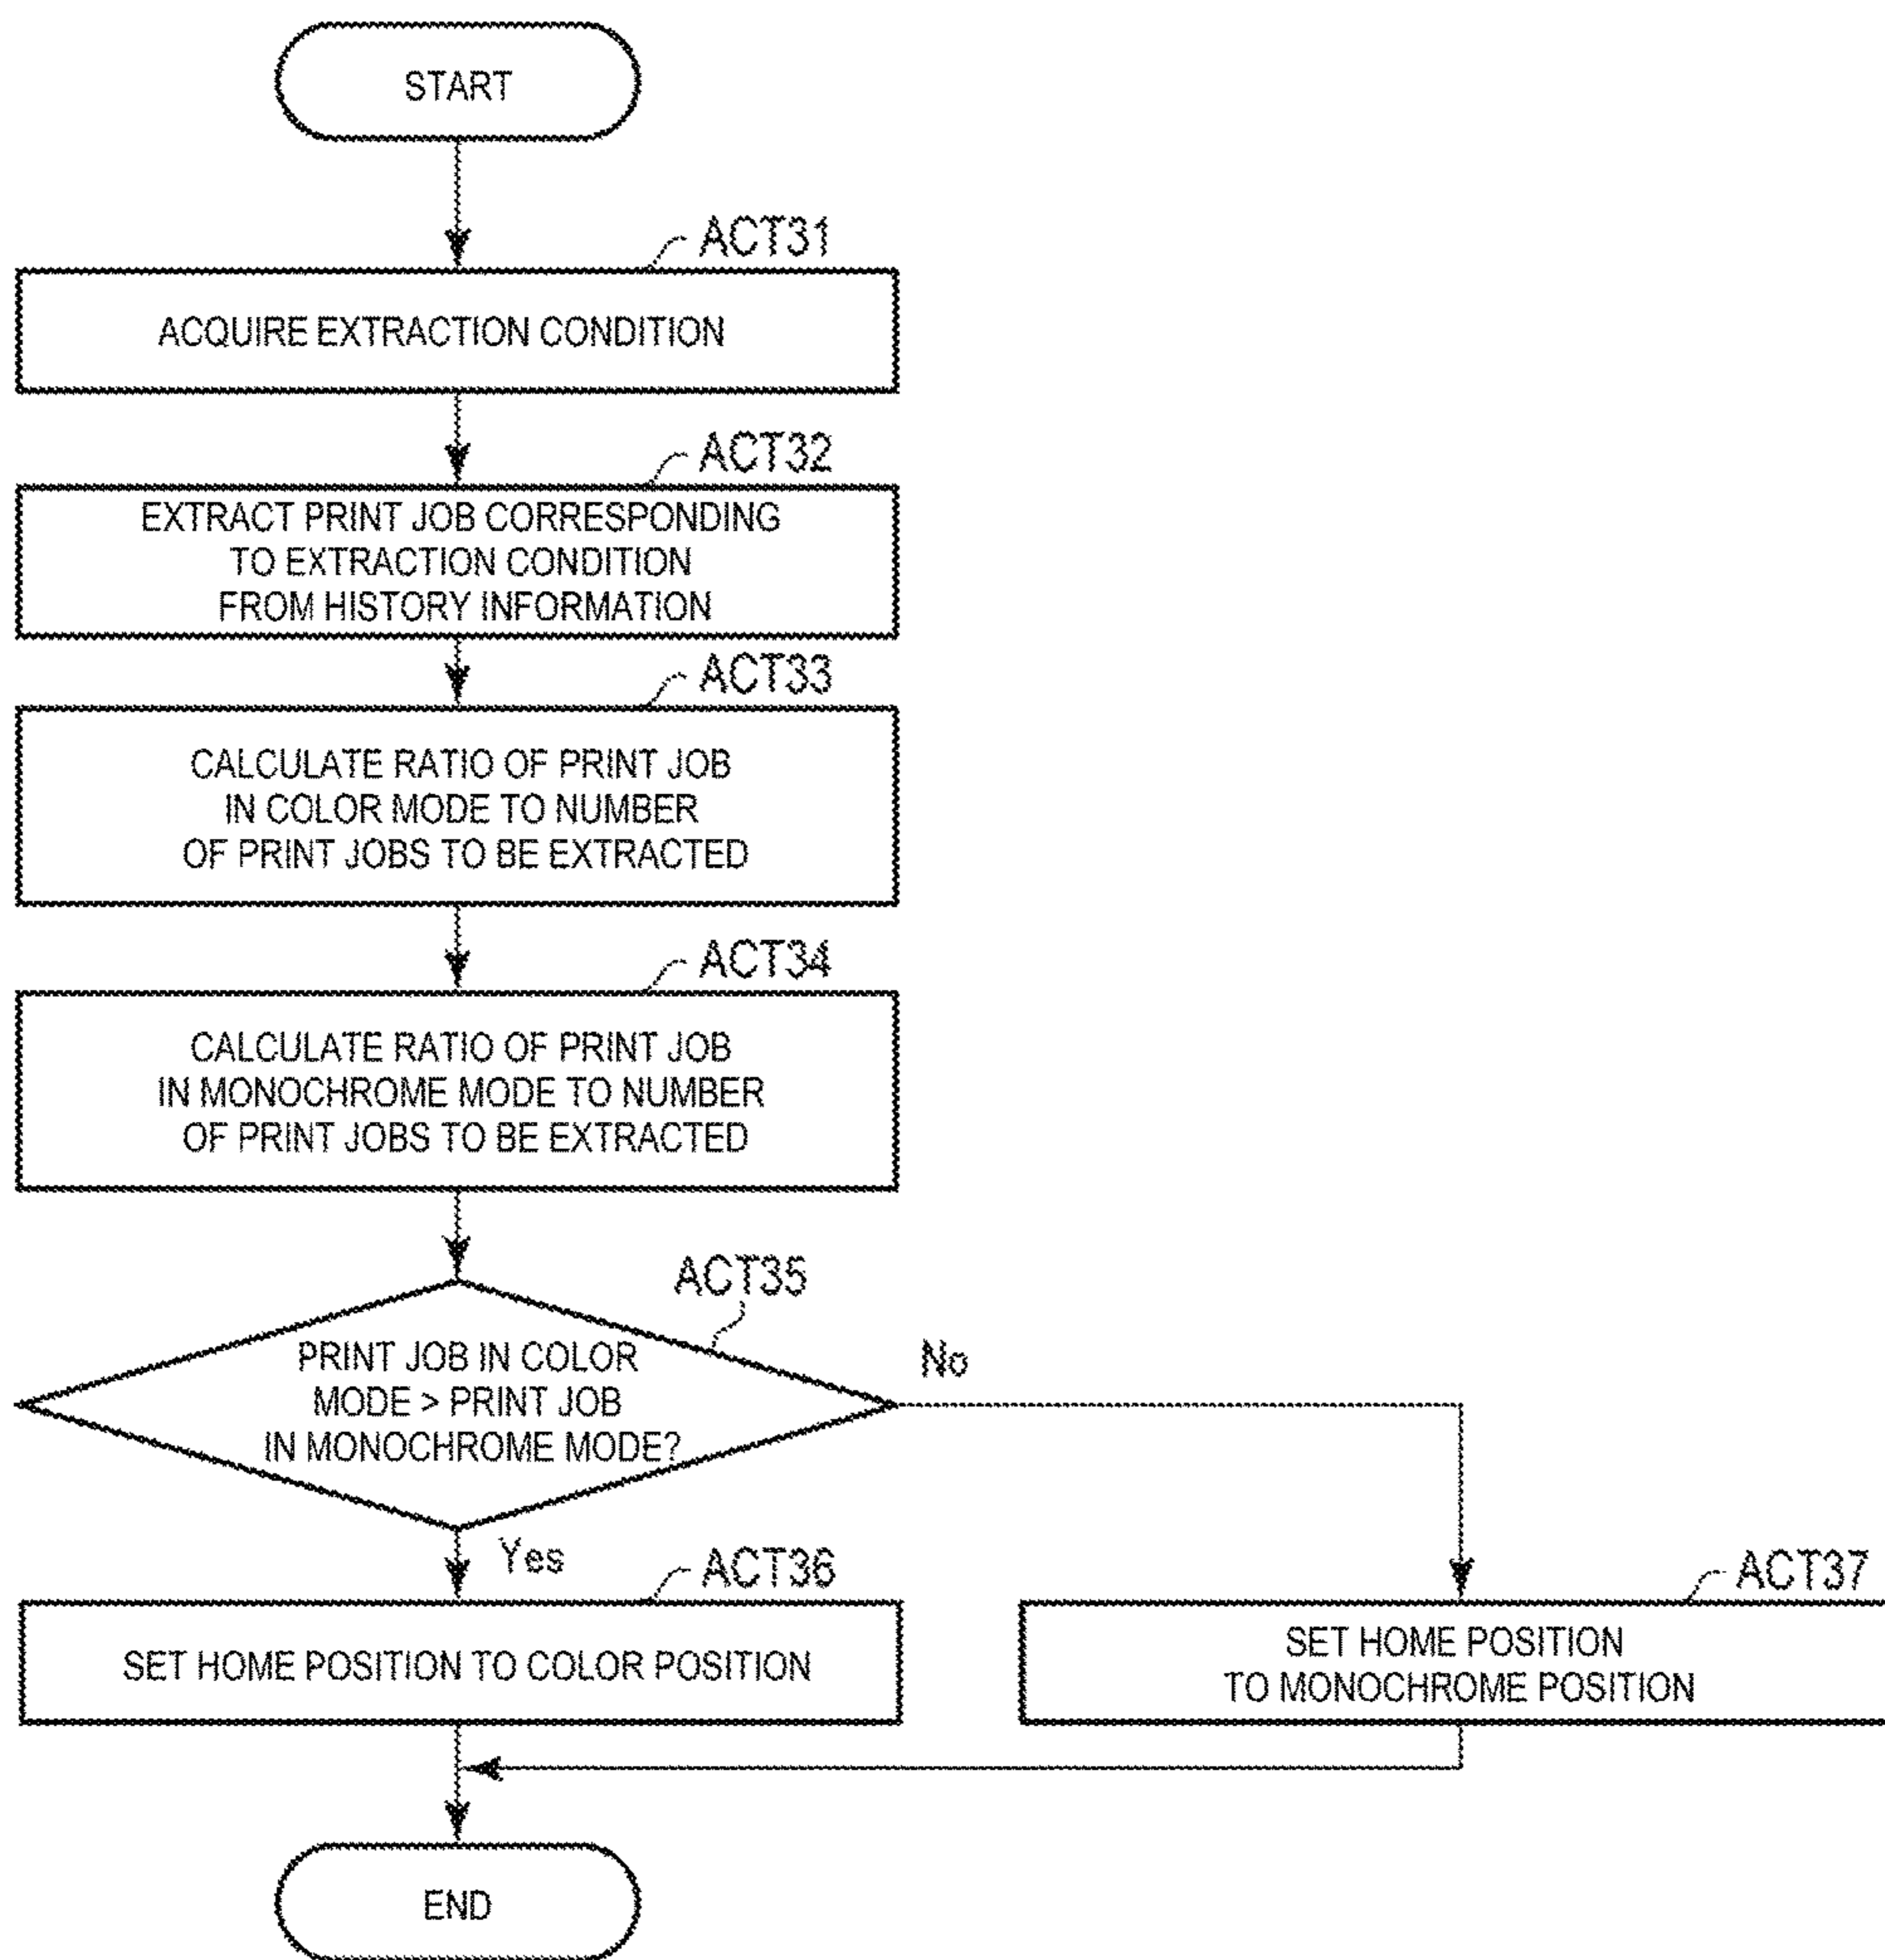 START
ACT31
ACQUIRE EXTRACTION CONDITION
ACT32
EXTRACT PRINT JOB CORRESPONDING
TO EXTRACTION CONDITION
FROM HISTORY INFORMATION
ACT33
CALCULATE RATIO OF PRINT JOB
IN COLOR MODE TO NUMBER
OF PRINT JOBS TO BE EXTRACTED
ACT34
CALCULATE RATIO OF PRINT JOB
IN MONOCHROME MODE TO NUMBER
OF PRINT JOBS TO BE EXTRACTED
ACT35
PRINT JOB IN COLOR
MODE > PRINT JOB
IN MONOCHROME MODE?
No
Yes
ACT36
SET HOME POSITION TO COLOR POSITION
ACT37
SET HOME POSITION
TO MONOCHROME POSITION
END